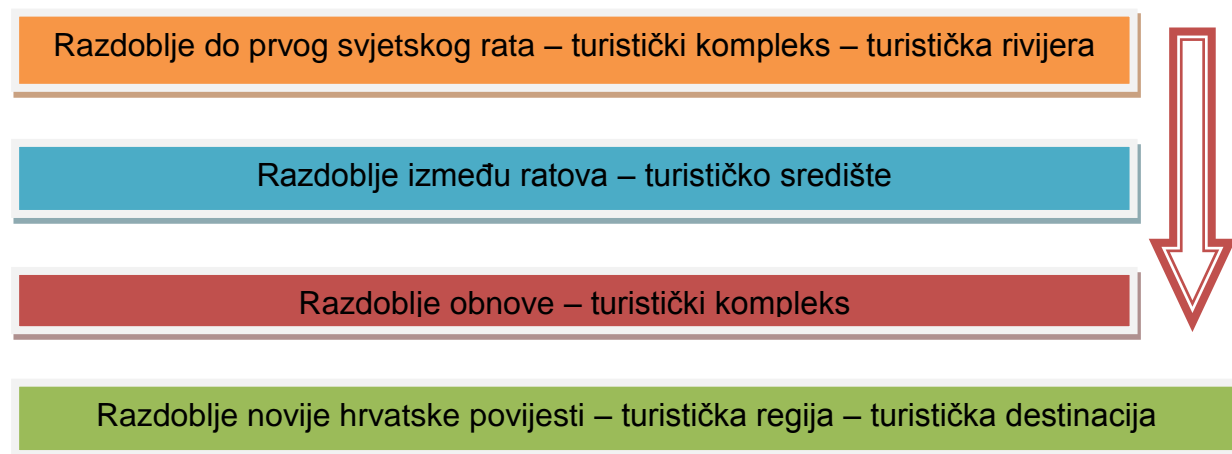 Razdoblje do prvog svjetskog rata – turistički kompleks – turistička rivijera
Razdoblje između ratova – turističko središte
Razdoblje obnove – turistički kompleks
Razdoblje novije hrvatske povijesti – turistička regija – turistička destinacija